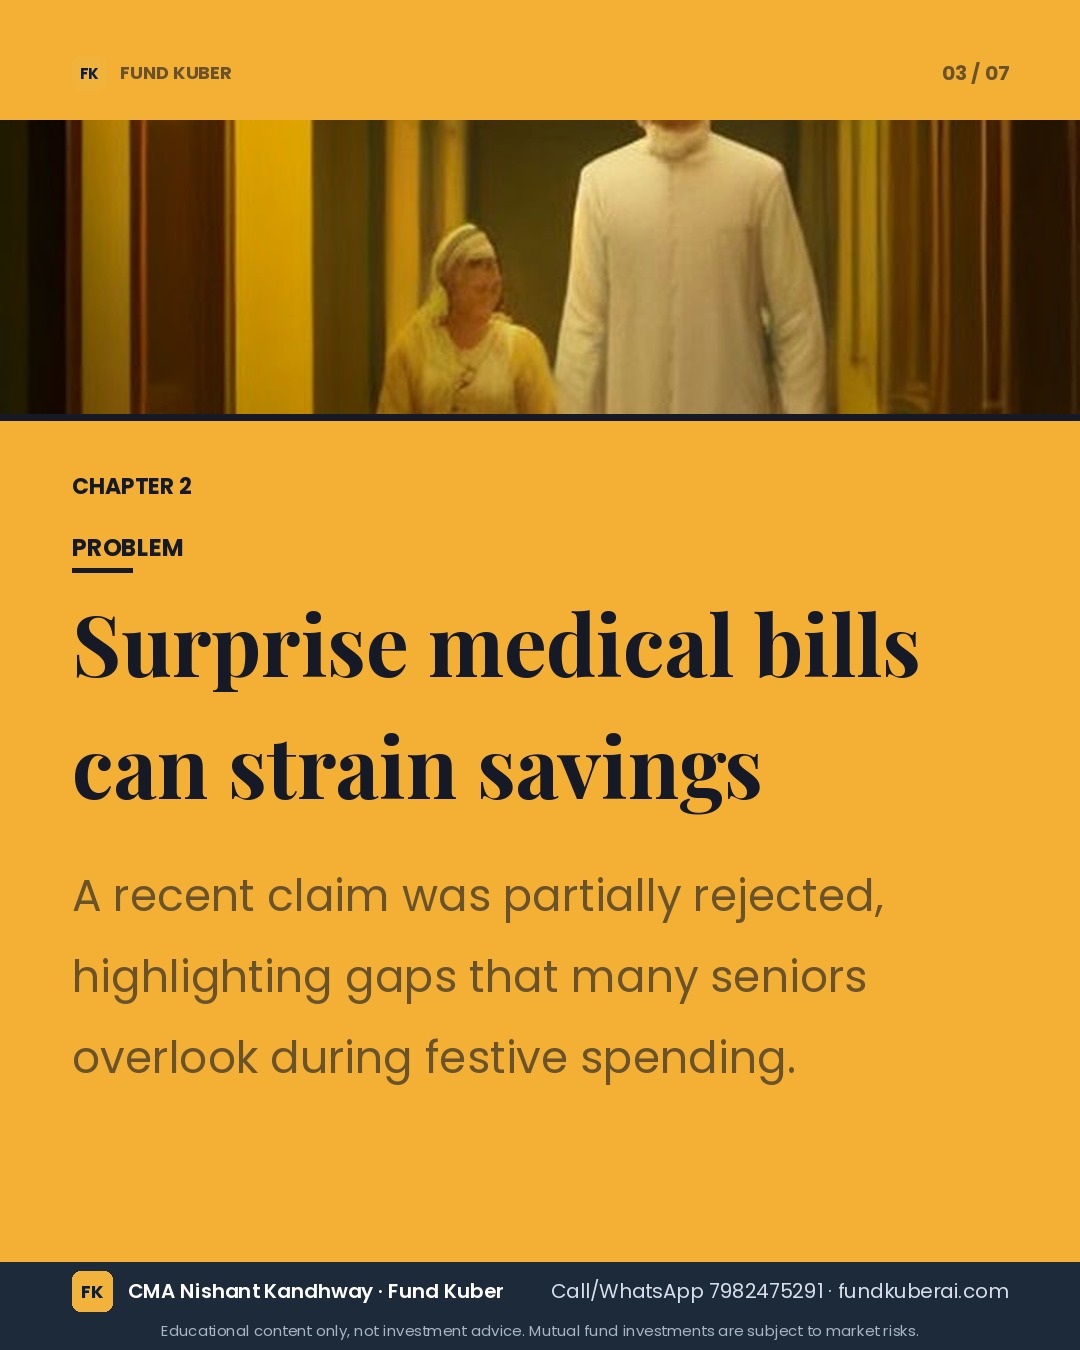 FK FUND KUBER
03 / 07
CHAPTER 2
PROBLEM
Surprise medical bills
can strain savings
A recent claim was partially rejected,
highlighting gaps that many seniors
overlook during festive spending.
FK CMA Nishant Kandhway · Fund Kuber
Call/WhatsApp 7982475291 · fundkuberai.com
Educational content only, not investment advice. Mutual fund investments are subject to market risks.